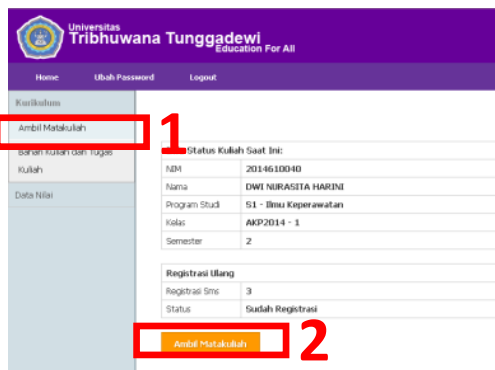 Universitas
Tribhuwana Tunggadewi
Education For All
Home Ubah Password Logout
Kurikulum
Ambil Matakuliah
1
Bahan Kuliah dan Tugas
Kuliah
Data Nilai
Status Kuliah Saat Ini:
NIM 2014610040
Nama DWI NURASITA HARINI
Program Studi S1 - Ilmu Keperawatan
Kelas AKP2014 - 1
Semester 2
Registrasi Ulang
Registrasi Sms 3
Status Sudah Registrasi
Ambil Matakuliah
2